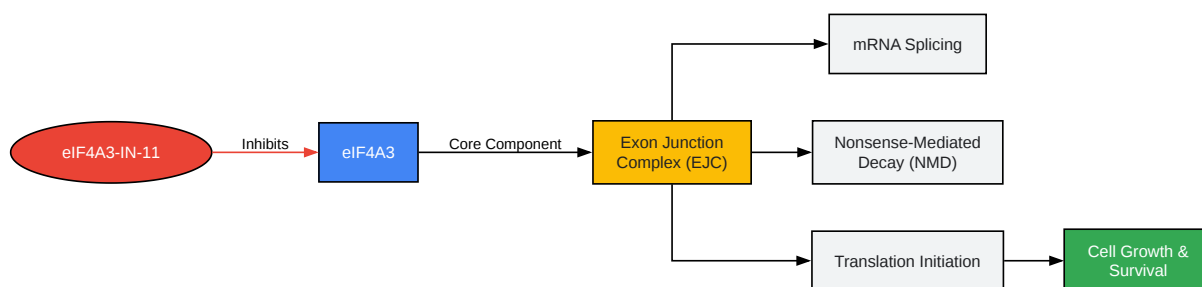 mRNA Splicing
eIF4A3-IN-11
Inhibits
eIF4A3
Core Component
Exon Junction
Complex (EJC)
Nonsense-Mediated
Decay (NMD)
Translation Initiation
Cell Growth &
Survival